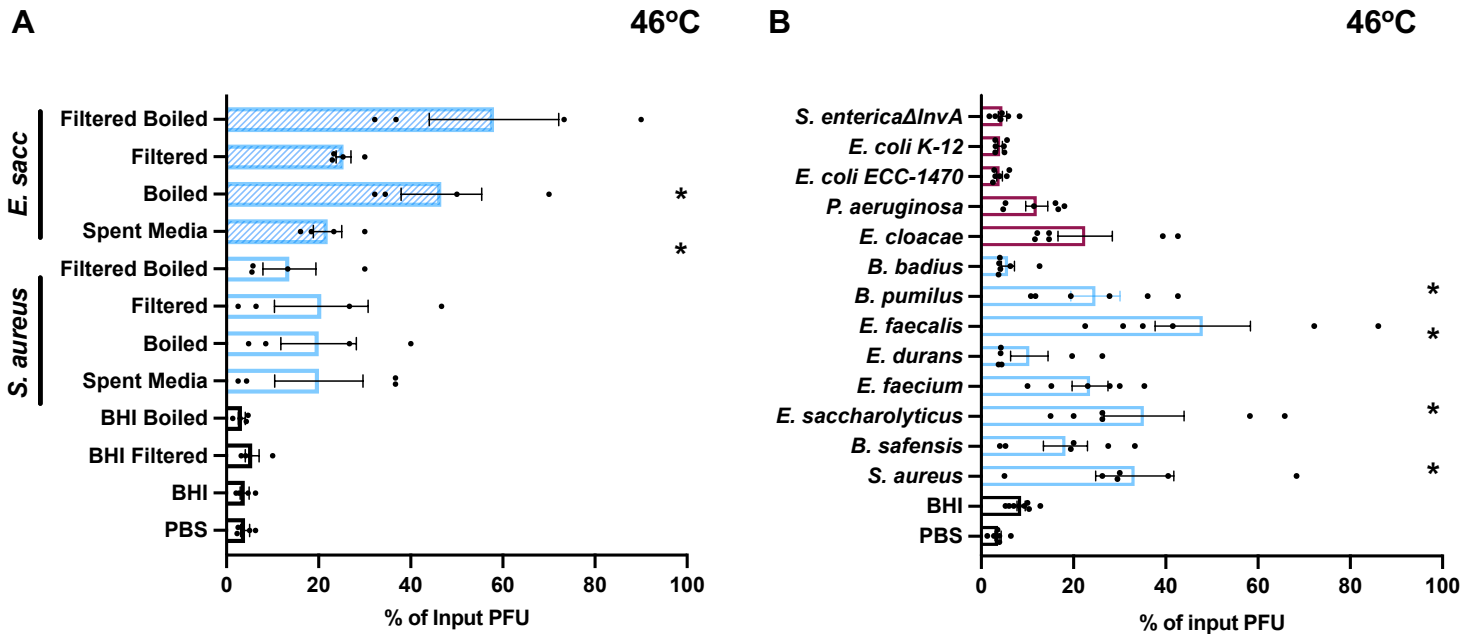 A
46ºC
E. sacc
S. aureus
Filtered Boiled
Filtered
Boiled
Spent Media
Filtered Boiled
Filtered
Boiled
Spent Media
BHI Boiled
BHI Filtered
BHI
PBS
*
*
0 20 40 60 80 100
% of Input PFU
B
46ºC
S. entericaΔInvA
E. coli K-12
E. coli ECC-1470
P. aeruginosa
E. cloacae
B. badius
B. pumilus *
E. faecalis *
E. durans
E. faecium
E. saccharolyticus *
B. safensis
S. aureus *
BHI
PBS
0 20 40 60 80 100
% of input PFU